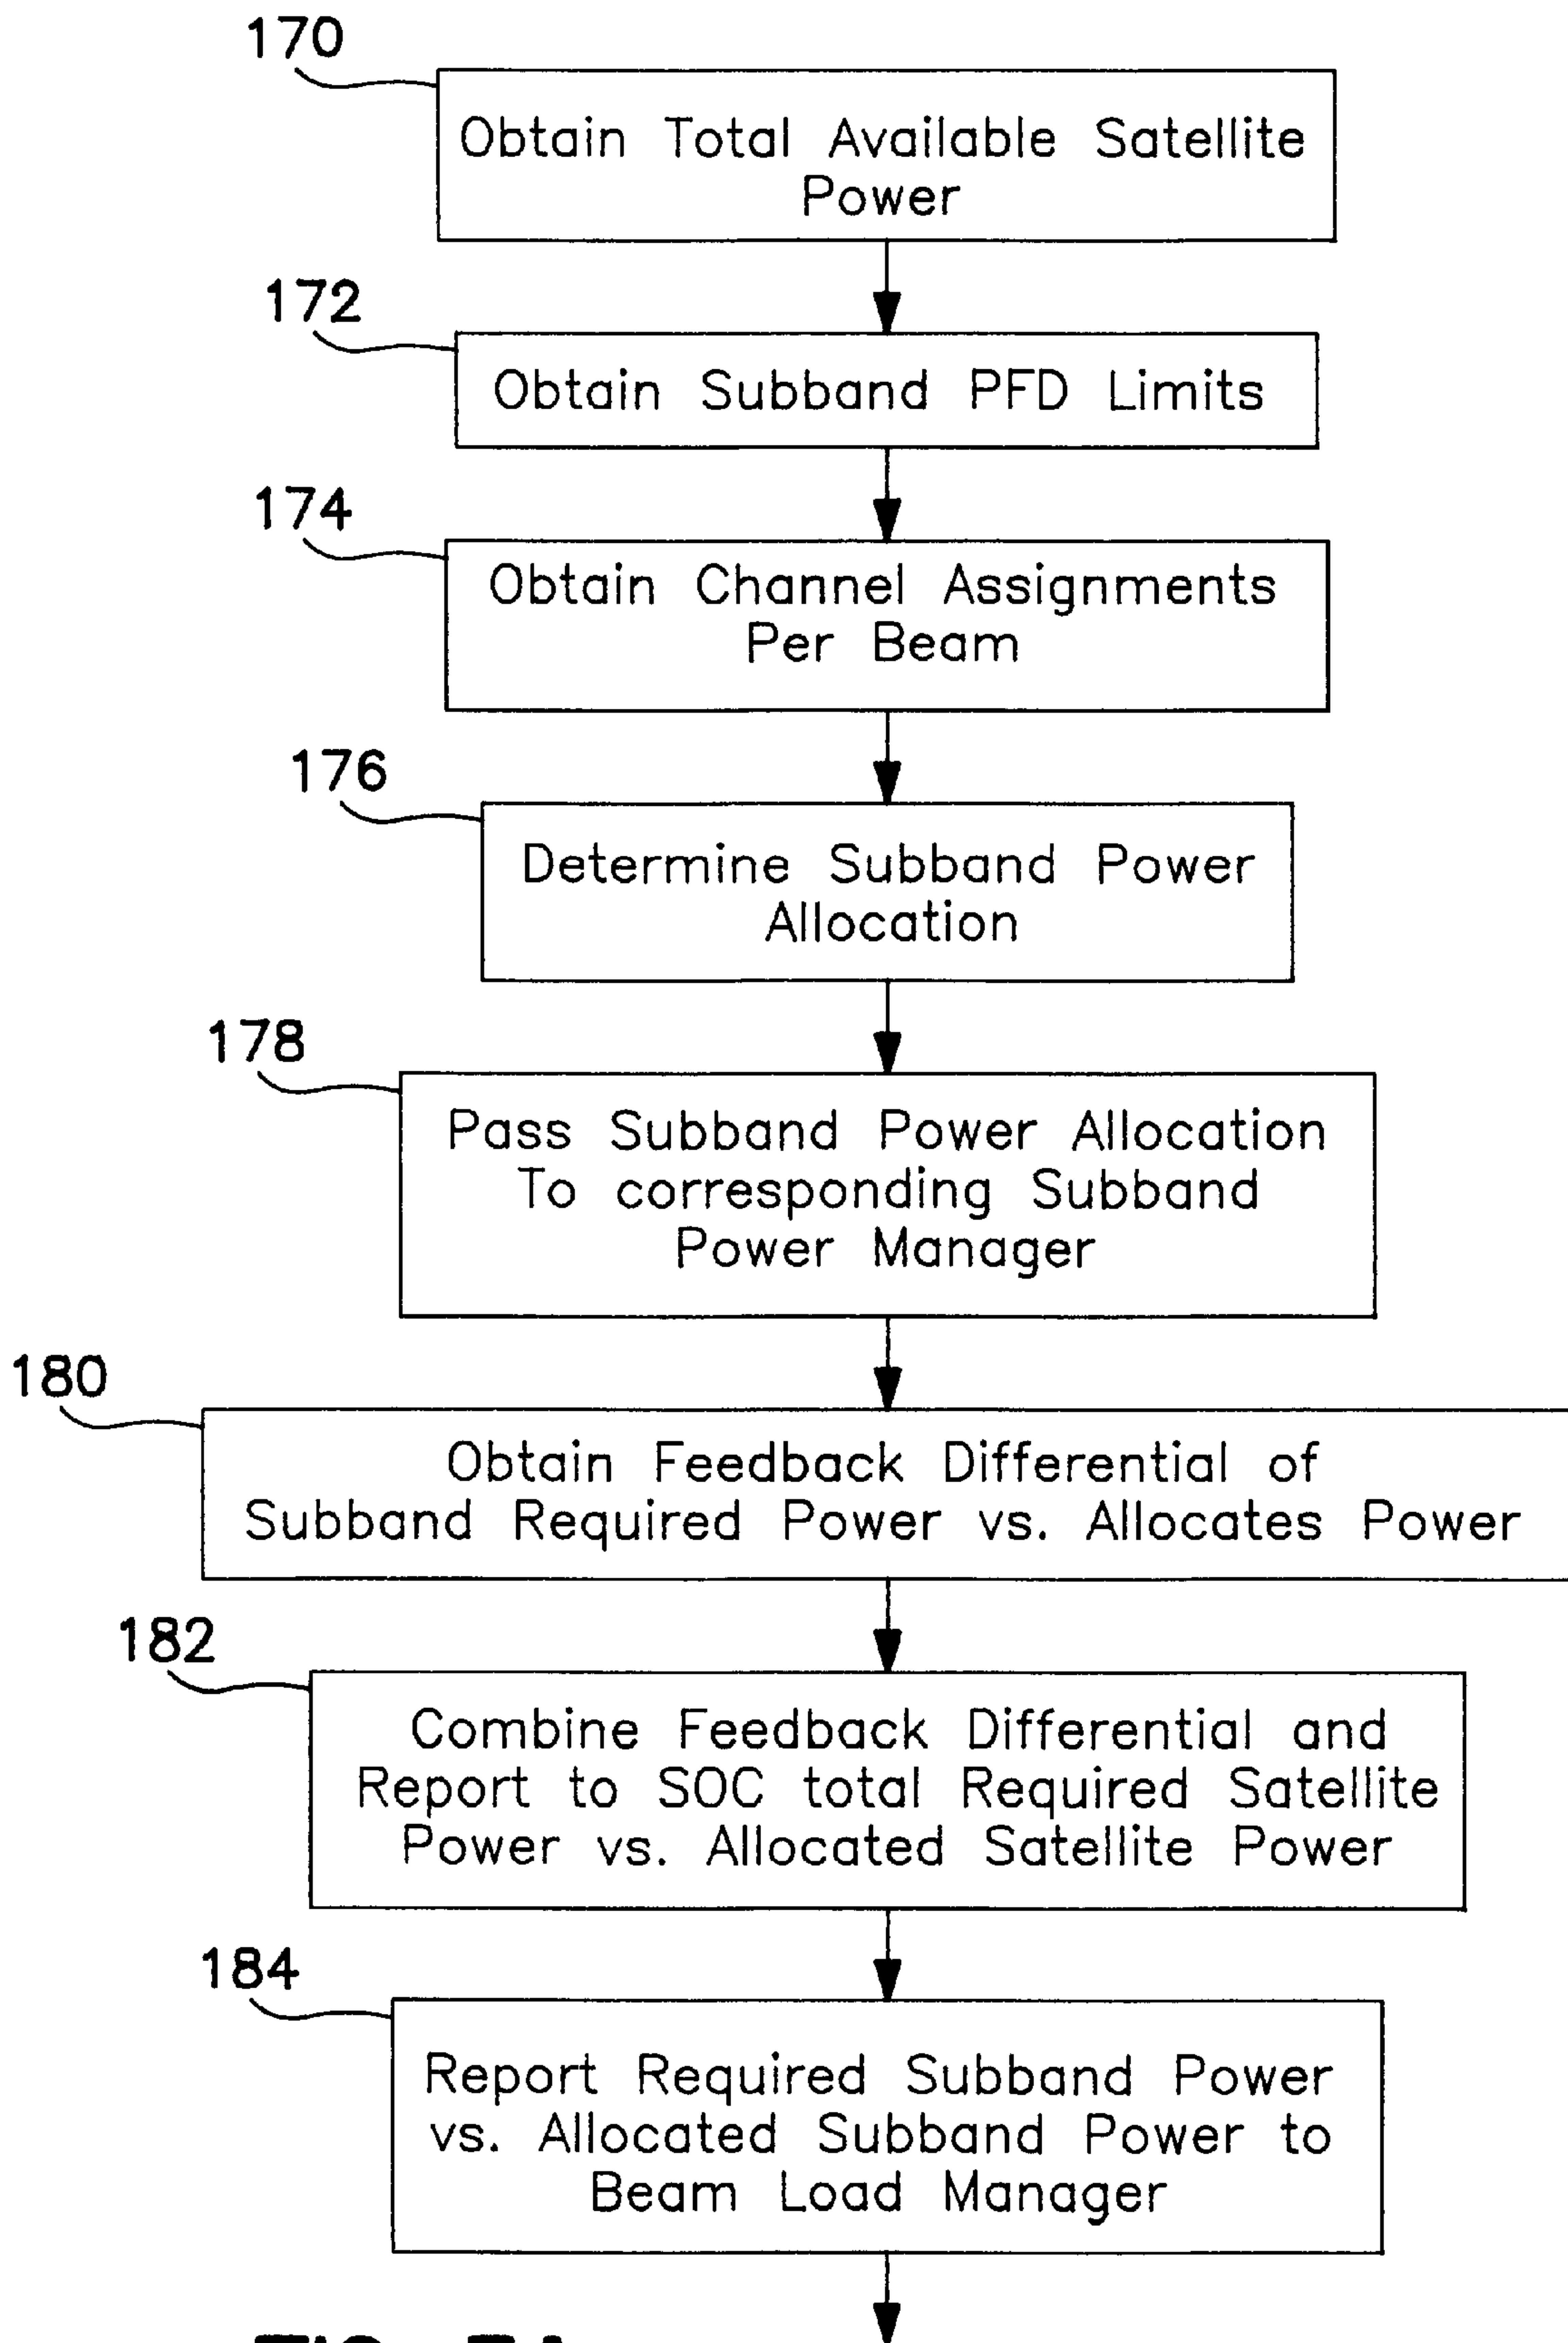 170
Obtain Total Available Satellite
Power
172
Obtain Subband PFD Limits
174
Obtain Channel Assignments
Per Beam
176
Determine Subband Power
Allocation
178
Pass Subband Power Allocation
To corresponding Subband
Power Manager
180
Obtain Feedback Differential of
Subband Required Power vs. Allocates Power
182
Combine Feedback Differential and
Report to SOC total Required Satellite
Power vs. Allocated Satellite Power
184
Report Required Subband Power
vs. Allocated Subband Power to
Beam Load Manager